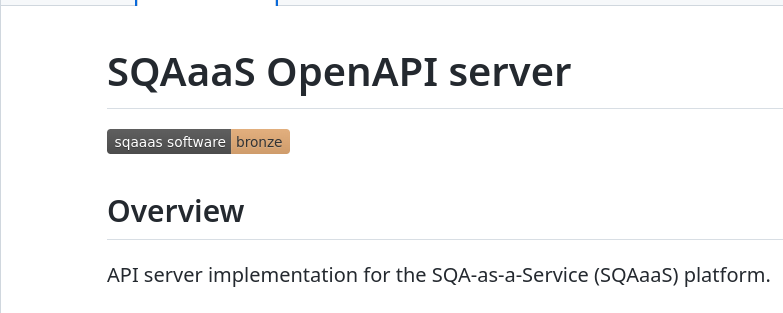 SQAaaS OpenAPI server
sqaaas software bronze
Overview
API server implementation for the SQA-as-a-Service (SQAaaS) platform.